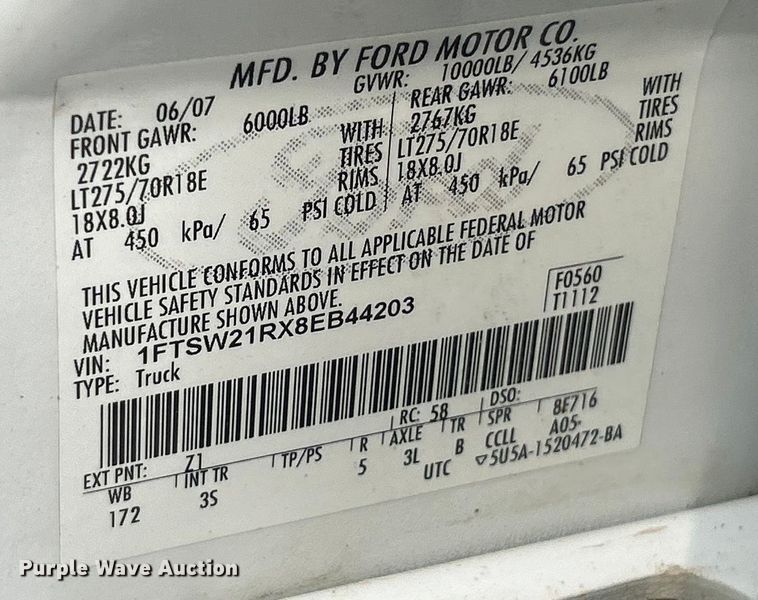 MFD. BY FORD MOTOR CO.
DATE: 06/07 GVWR: 10000LB/ 4536KG
FRONT GAWR: 6000LB REAR GAWR: 6100LB
2722KG WITH 2767KG WITH
LT275/70R18E TIRES LT275/70R18E TIRES
18X8.0J RIMS 18X8.0J RIMS
AT 450 kPa/ 65 PSI COLD AT 450 kPa/ 65 PSI COLD
THIS VEHICLE CONFORMS TO ALL APPLICABLE FEDERAL MOTOR
VEHICLE SAFETY STANDARDS IN EFFECT ON THE DATE OF
MANUFACTURE SHOWN ABOVE.
VIN: 1FTSW21RX8EB44203 F0560
TYPE: Truck T1112
EXT PNT: Z1 RC: 58 DSO:
WB INT TR TP/PS R AXLE TR SPR 8E716
172 3S 5 3L B CCLL A05-
UTC ▽5U5A-1520472-BA
Purple Wave Auction